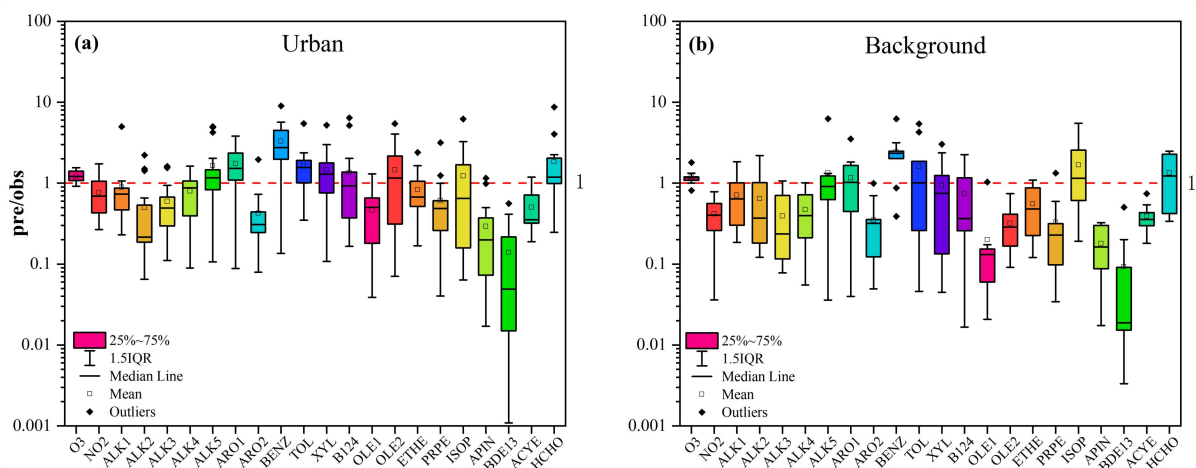 (a)
Urban
pre/obs
100
10
1
0.1
0.01
0.001
1
25%~75%
1.5IQR
Median Line
Mean
Outliers
O3 NO2 ALK1 ALK2 ALK3 ALK4 ALK5 ARO1 ARO2 BENZ TOL XYL B124 OLE1 OLE2 ETHE PRPE ISOP APIN BDE13 ACYE HCHO
(b)
Background
100
10
1
0.1
0.01
0.001
1
25%~75%
1.5IQR
Median Line
Mean
Outliers
O3 NO2 ALK1 ALK2 ALK3 ALK4 ALK5 ARO1 ARO2 BENZ TOL XYL B124 OLE1 OLE2 ETHE PRPE ISOP APIN BDE13 ACYE HCHO